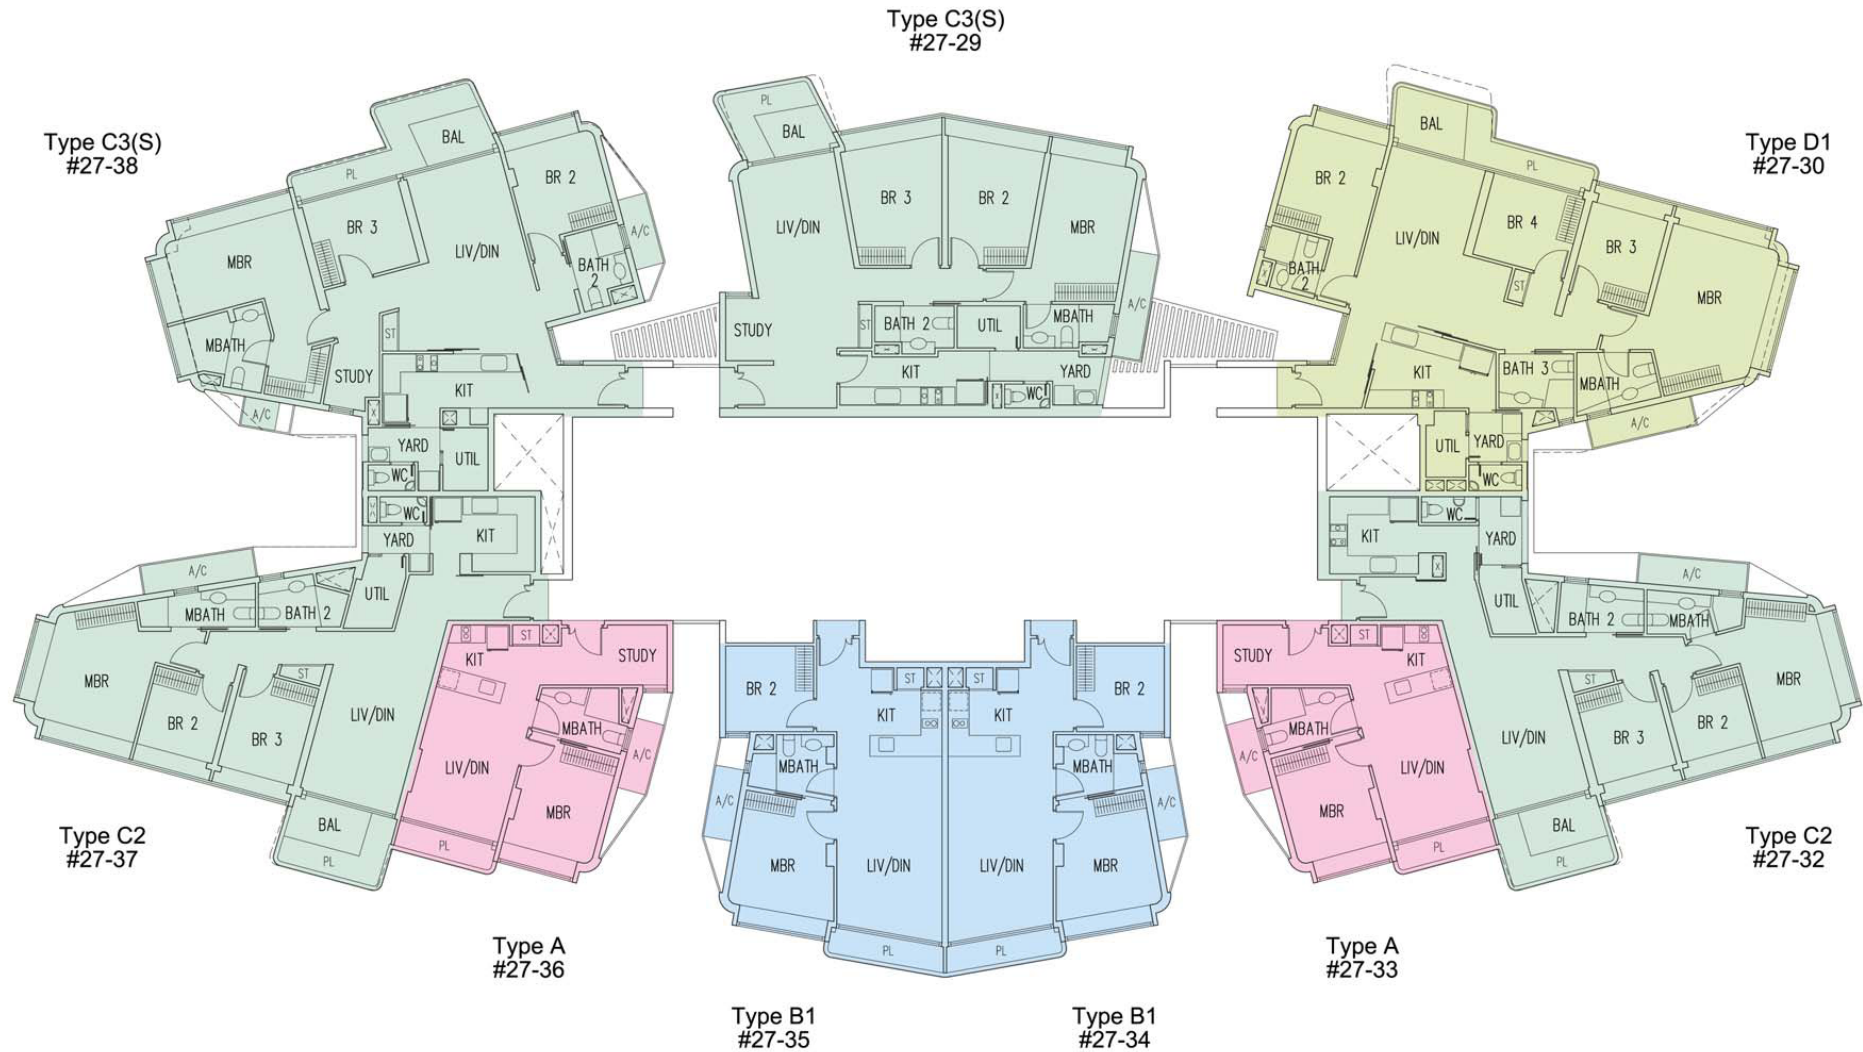 Type C3(S)
#27-29
Type C3(S)
#27-38
Type D1
#27-30
BAL
BR 2
PL
BR 3
LIV/DIN
MBR
A/C
BATH
2
MBATH
ST
STUDY
KIT
A/C
YARD
UTIL
WC
PL
BAL
BR 3
BR 2
LIV/DIN
MBR
A/C
STUDY
ST
BATH 2
UTIL
MBATH
KIT
YARD
WC
BAL
PL
BR 2
BR 4
LIV/DIN
BR 3
MBR
BATH
2
ST
KIT
BATH 3
MBATH
A/C
UTIL
YARD
WC
WC
KIT
YARD
A/C
UTIL
MBATH
BATH 2
MBR
ST
BR 2
BR 3
LIV/DIN
BAL
PL
ST
KIT
STUDY
MBATH
A/C
LIV/DIN
MBR
PL
BR 2
ST
KIT
MBATH
A/C
MBR
LIV/DIN
PL
ST
BR 2
KIT
MBATH
A/C
LIV/DIN
MBR
PL
STUDY
ST
KIT
MBATH
A/C
LIV/DIN
MBR
PL
KIT
WC
YARD
A/C
UTIL
BATH 2
MBATH
MBR
ST
BR 2
BR 3
LIV/DIN
BAL
PL
Type C2
#27-37
Type C2
#27-32
Type A
#27-36
Type A
#27-33
Type B1
#27-35
Type B1
#27-34